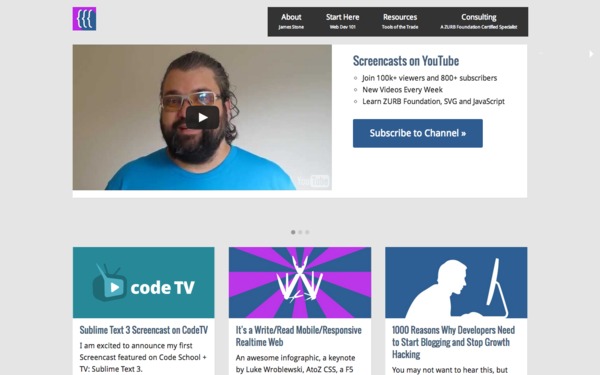 {{{
About
James Stone
Start Here
Web Dev 101
Resources
Tools of the Trade
Consulting
A ZURB Foundation Certified Specialist
Screencasts on YouTube
Join 100k+ viewers and 800+ subscribers
New Videos Every Week
Learn ZURB Foundation, SVG and JavaScript
Subscribe to Channel »
YouTube
code TV
Sublime Text 3 Screencast on CodeTV
I am excited to announce my first
Screencast featured on Code School +
TV: Sublime Text 3.
It's a Write/Read Mobile/Responsive
Realtime Web
An awesome infographic, a keynote
by Luke Wroblewski, AtoZ CSS, a F5
1000 Reasons Why Developers Need
to Start Blogging and Stop Growth
Hacking
You may not want to hear this, but